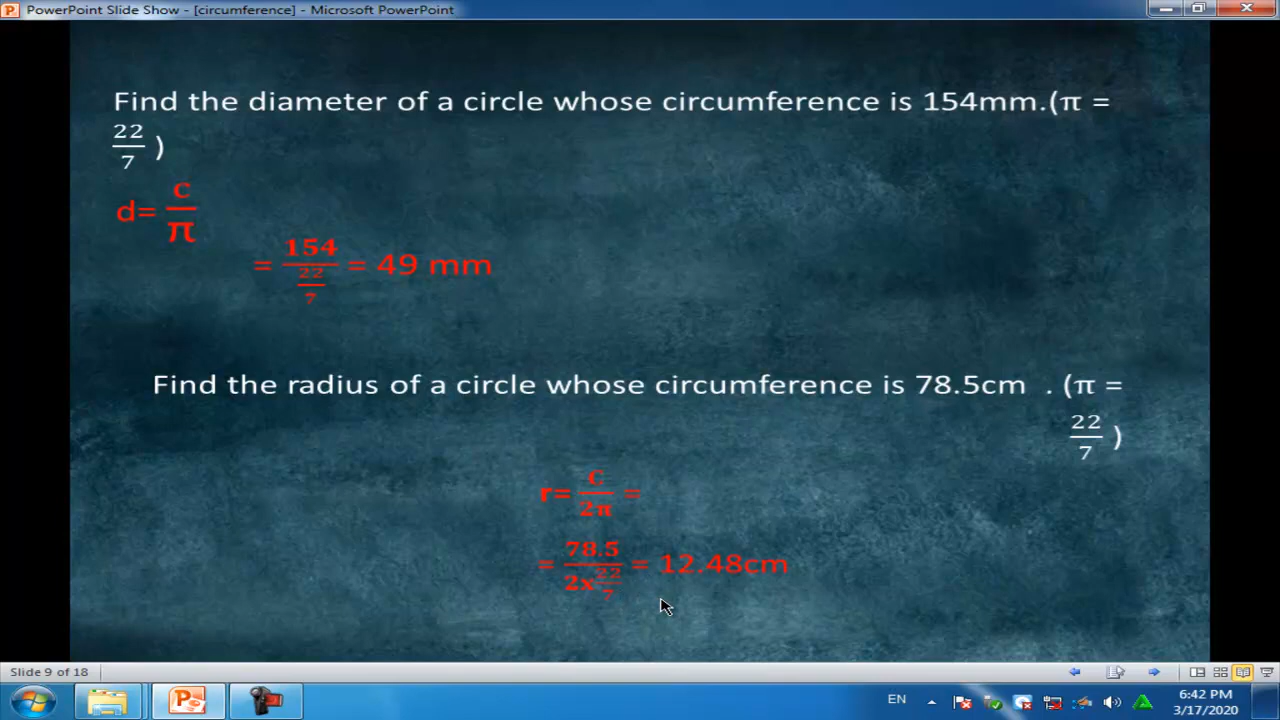 PowerPoint Slide Show - [circumference] - Microsoft PowerPoint
Find the diameter of a circle whose circumference is 154mm.(π =
22/7 )
d= C/π
= 154/(22/7) = 49 mm
Find the radius of a circle whose circumference is 78.5cm . (π =
22/7 )
r= C/2π =
= 78.5/(2x22/7) = 12.48cm
Slide 9 of 18
EN
6:42 PM
3/17/2020